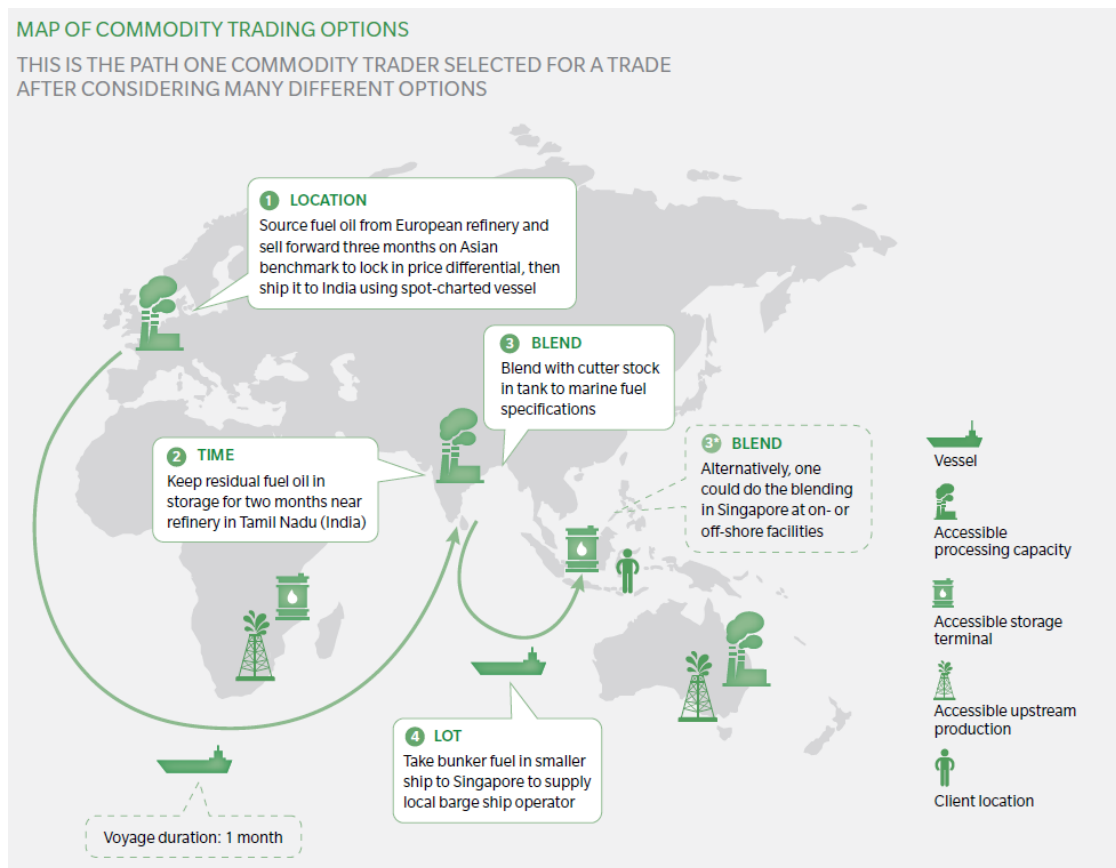 MAP OF COMMODITY TRADING OPTIONS
THIS IS THE PATH ONE COMMODITY TRADER SELECTED FOR A TRADE
AFTER CONSIDERING MANY DIFFERENT OPTIONS
1 LOCATION
Source fuel oil from European refinery and
sell forward three months on Asian
benchmark to lock in price differential, then
ship it to India using spot-charted vessel
3 BLEND
Blend with cutter stock
in tank to marine fuel
specifications
2 TIME
Keep residual fuel oil in
storage for two months near
refinery in Tamil Nadu (India)
3* BLEND
Alternatively, one
could do the blending
in Singapore at on- or
off-shore facilities
4 LOT
Take bunker fuel in smaller
ship to Singapore to supply
local barge ship operator
Voyage duration: 1 month
Vessel
Accessible
processing capacity
Accessible storage
terminal
Accessible upstream
production
Client location